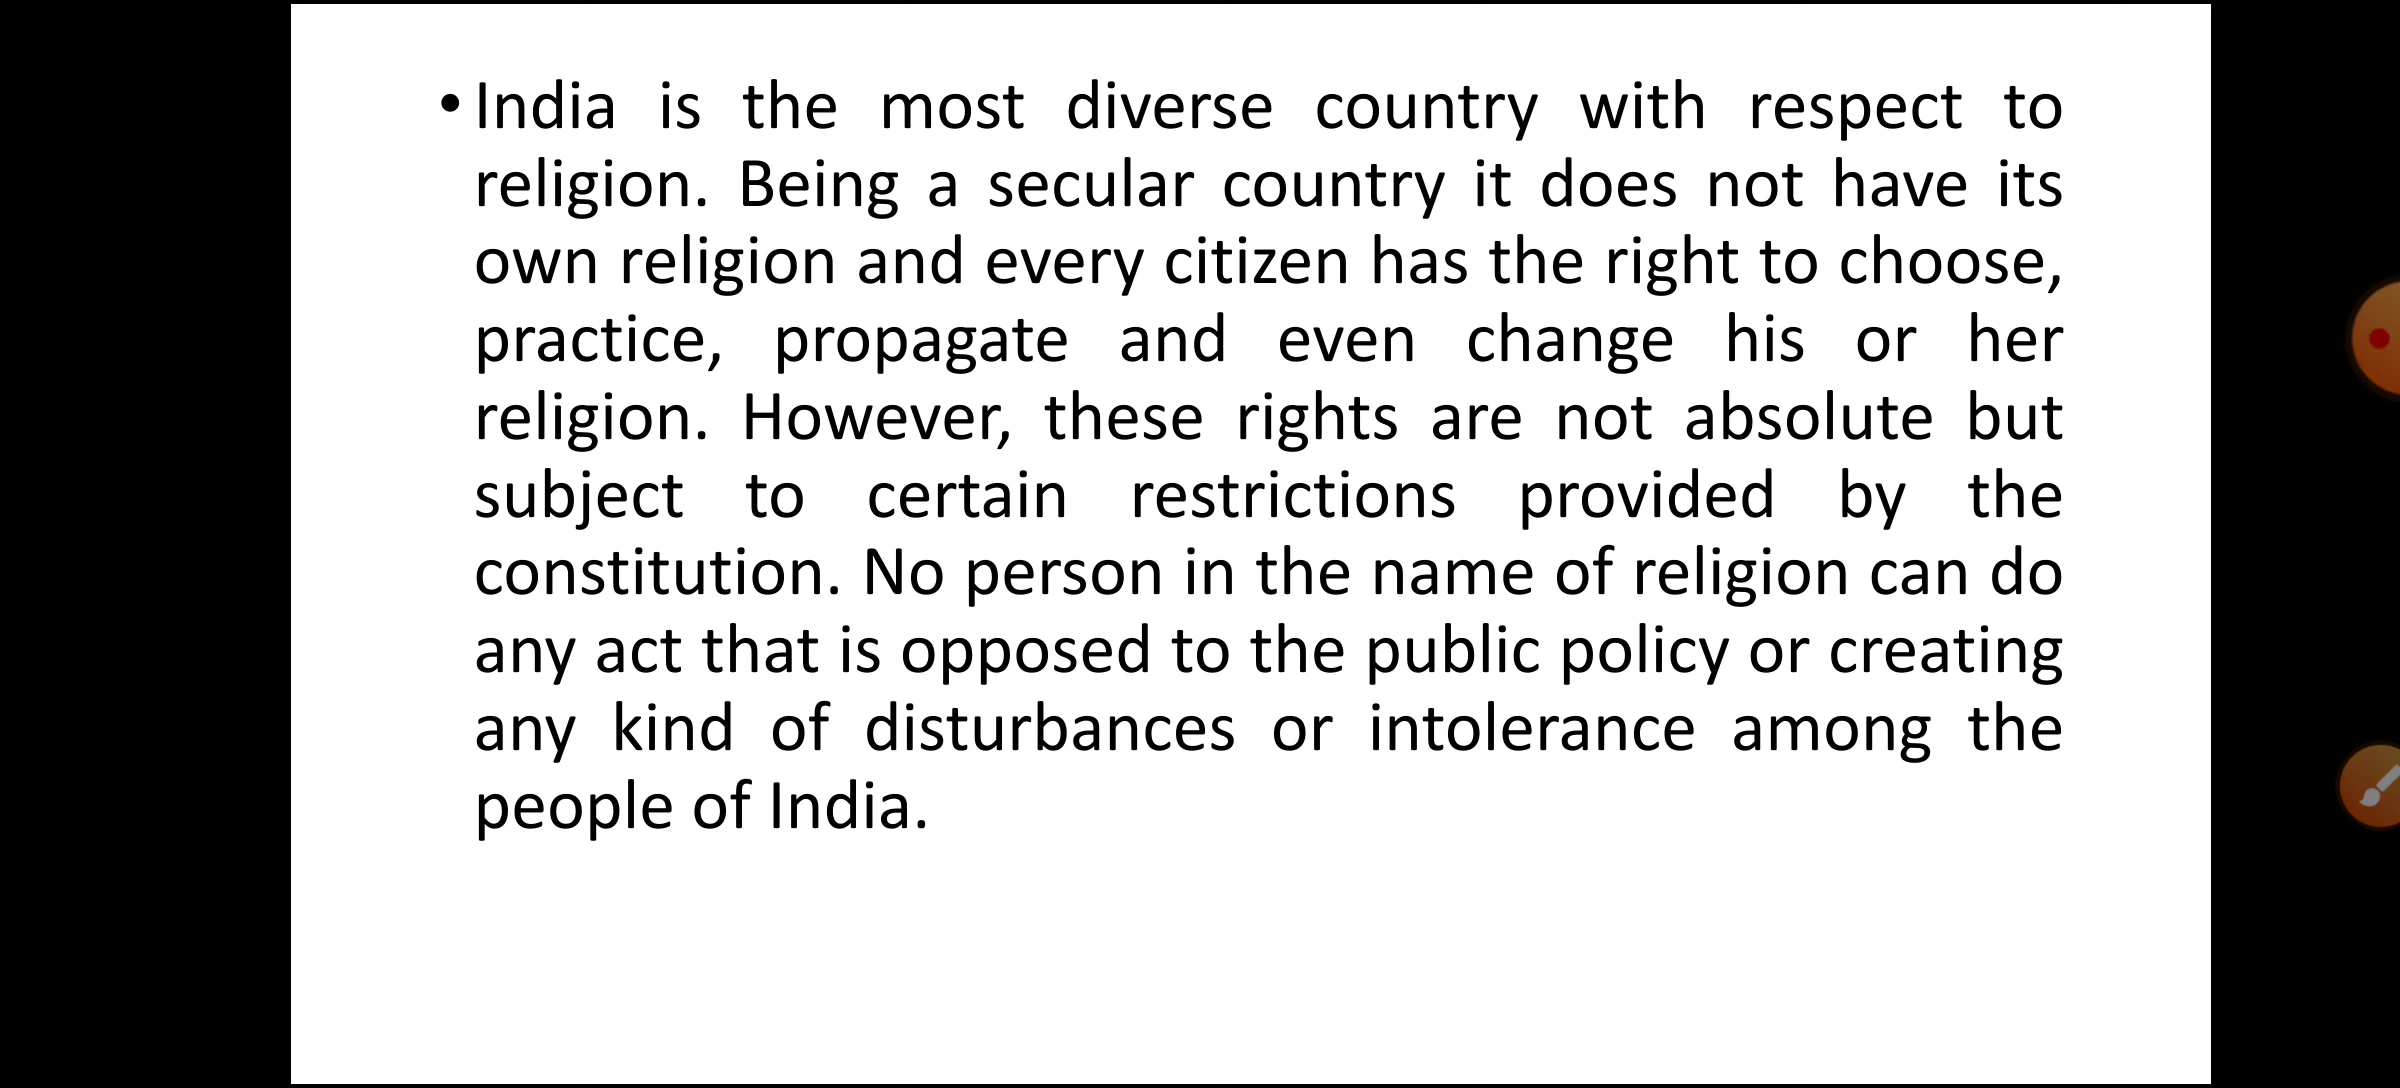 • India is the most diverse country with respect to
religion. Being a secular country it does not have its
own religion and every citizen has the right to choose,
practice, propagate and even change his or her
religion. However, these rights are not absolute but
subject to certain restrictions provided by the
constitution. No person in the name of religion can do
any act that is opposed to the public policy or creating
any kind of disturbances or intolerance among the
people of India.